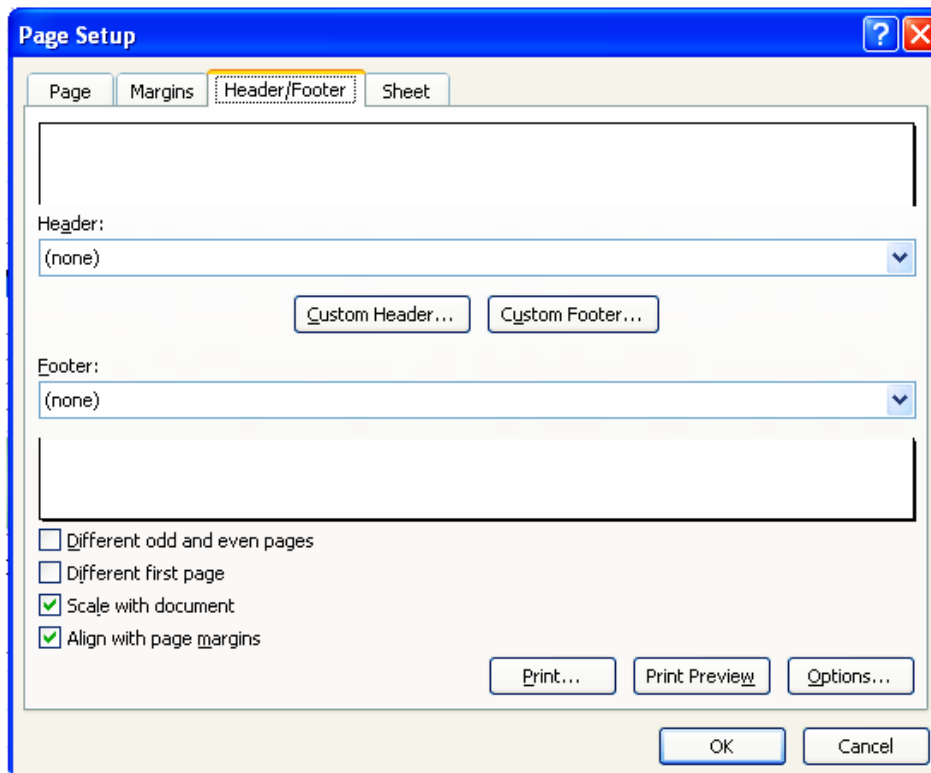 Page Setup
Page Margins Header/Footer Sheet
Header:
(none)
Custom Header... Custom Footer...
Footer:
(none)
Different odd and even pages
Different first page
Scale with document
Align with page margins
Print... Print Preview Options...
OK Cancel